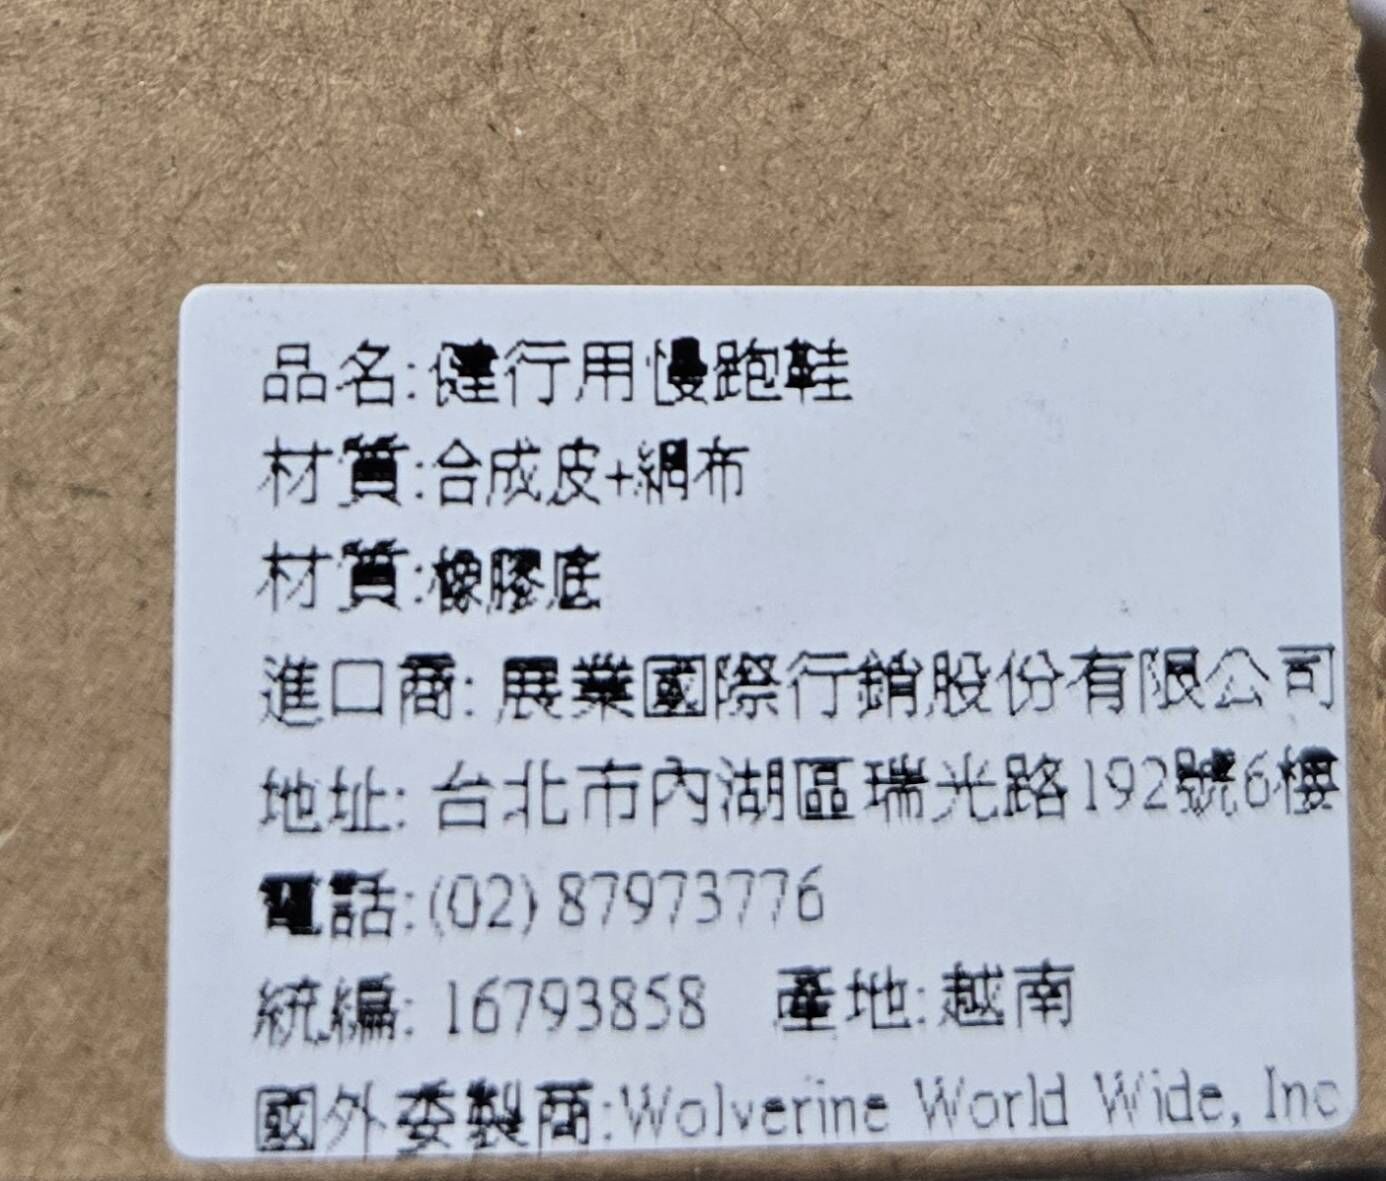 品名:健行用慢跑鞋
材質:合成皮+網布
材質:橡膠底
進口商: 展業國際行銷股份有限公司
地址: 台北市內湖區瑞光路192號6樓
電話:(02) 87973776
統編: 16793858 產地:越南
國外委製商:Wolverine World Wide, Inc